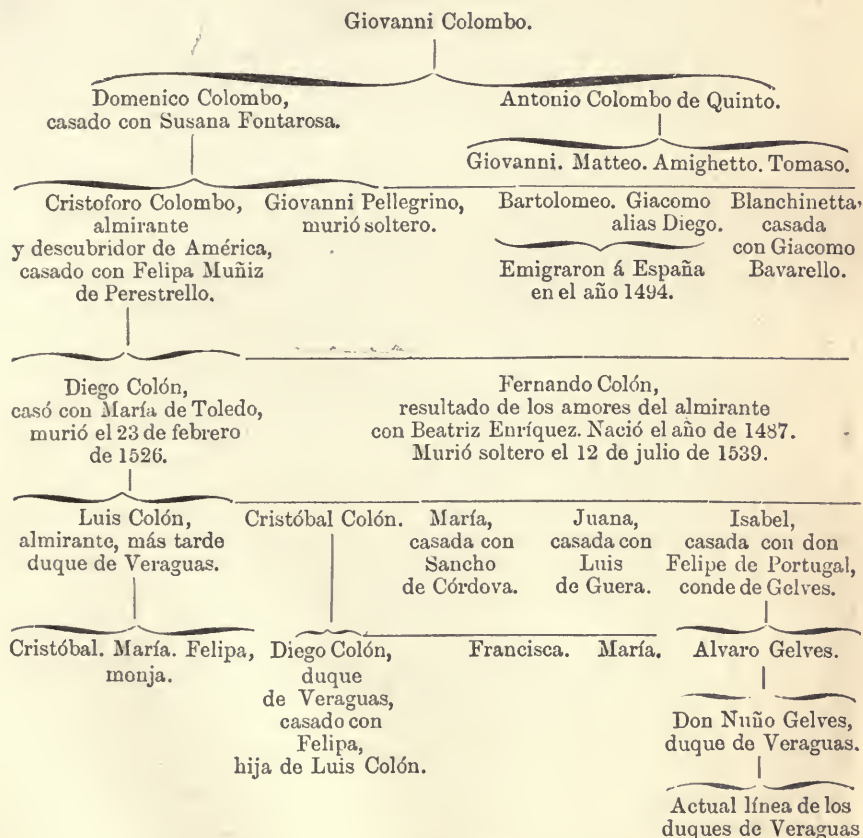 Giovanni Colombo.
Domenico Colombo,
casado con Susana Fontarosa.
Antonio Colombo de Quinto.
Giovanni. Matteo. Amighetto. Tomaso.
Cristoforo Colombo,
almirante
y descubridor de América,
casado con Felipa Muñiz
de Perestrello.
Giovanni Pellegrino,
murió soltero.
Bartolomeo. Giacomo
alias Diego.
Emigraron á España
en el año 1494.
Blanchinetta,
casada
con Giacomo
Bavarello.
Diego Colón,
casó con María de Toledo,
murió el 23 de febrero
de 1526.
Fernando Colón,
resultado de los amores del almirante
con Beatriz Enríquez. Nació el año de 1487.
Murió soltero el 12 de julio de 1539.
Luis Colón,
almirante, más tarde
duque de Veraguas.
Cristóbal Colón.
María,
casada con
Sancho
de Córdova.
Juana,
casada con
Luis
de Guera.
Isabel,
casada con don
Felipe de Portugal,
conde de Gelves.
Cristóbal. María. Felipa,
monja.
Diego Colón,
duque
de Veraguas,
casado con
Felipa,
hija de Luis Colón.
Francisca. María.
Alvaro Gelves.
Don Nuño Gelves,
duque de Veraguas.
Actual línea de los
duques de Veraguas